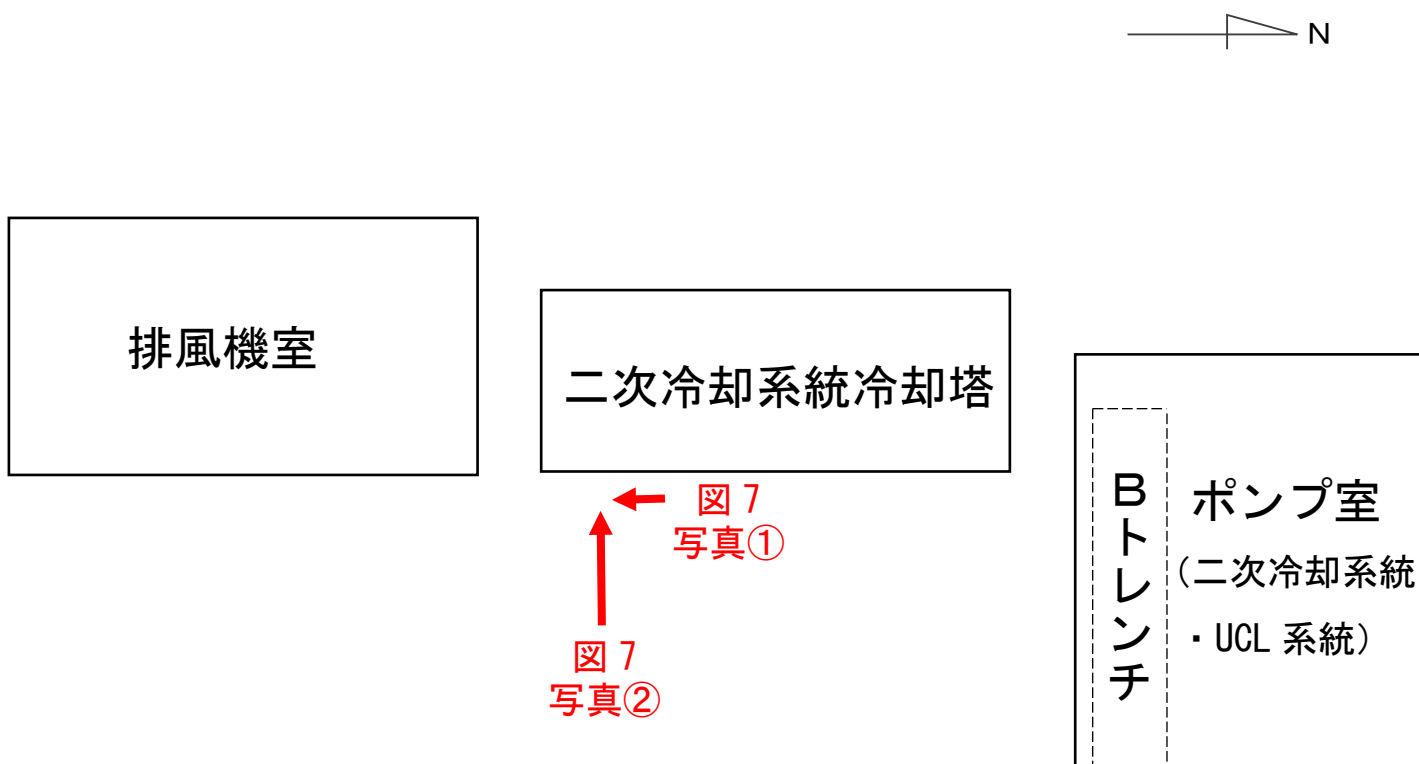 N
排風機室
二次冷却系統冷却塔
図7
写真①
図7
写真②
Bトレンチ
ポンプ室
(二次冷却系統
・UCL 系統)